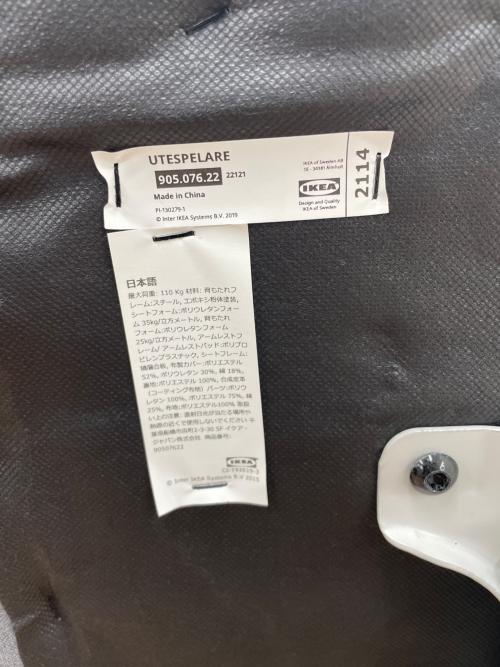 UTESPELARE
905.076.22 22121
Made in China
PI-130279-1
© Inter IKEA Systems B.V. 2019
IKEA of Sweden AB
SE - 34381 Älmhult
IKEA
Design and Quality
IKEA of Sweden
2114
日本語
最大荷重: 110 Kg 材料: 背もたれフ
レーム:スチール, エポキシ粉体塗装,
シートフォーム:ポリウレタンフォー
ム 35kg/立方メートル, 背もたれ
フォーム:ポリウレタンフォーム
25kg/立方メートル, アームレストフ
レーム/ アームレストパッド:ポリプロ
ピレンプラスチック, シートフレーム:
積層合板, 布製カバー:ポリエステル
52%, ポリウレタン 30%, 綿 18%,
裏地:ポリエステル 100%, 合成皮革
(コーティング布地) パーツ:ポリウ
レタン 100%, ポリエステル 75%, 綿
25%, 布地:ポリエステル100% 取扱
い上の注意: 直射日光が当たる場所や
熱源の近くで使用しないでください 千
葉県船橋市浜町2-3-30 SF イケア・
ジャパン株式会社 商品番号:
90507622
IKEA
© Inter IKEA Systems B.V 2015